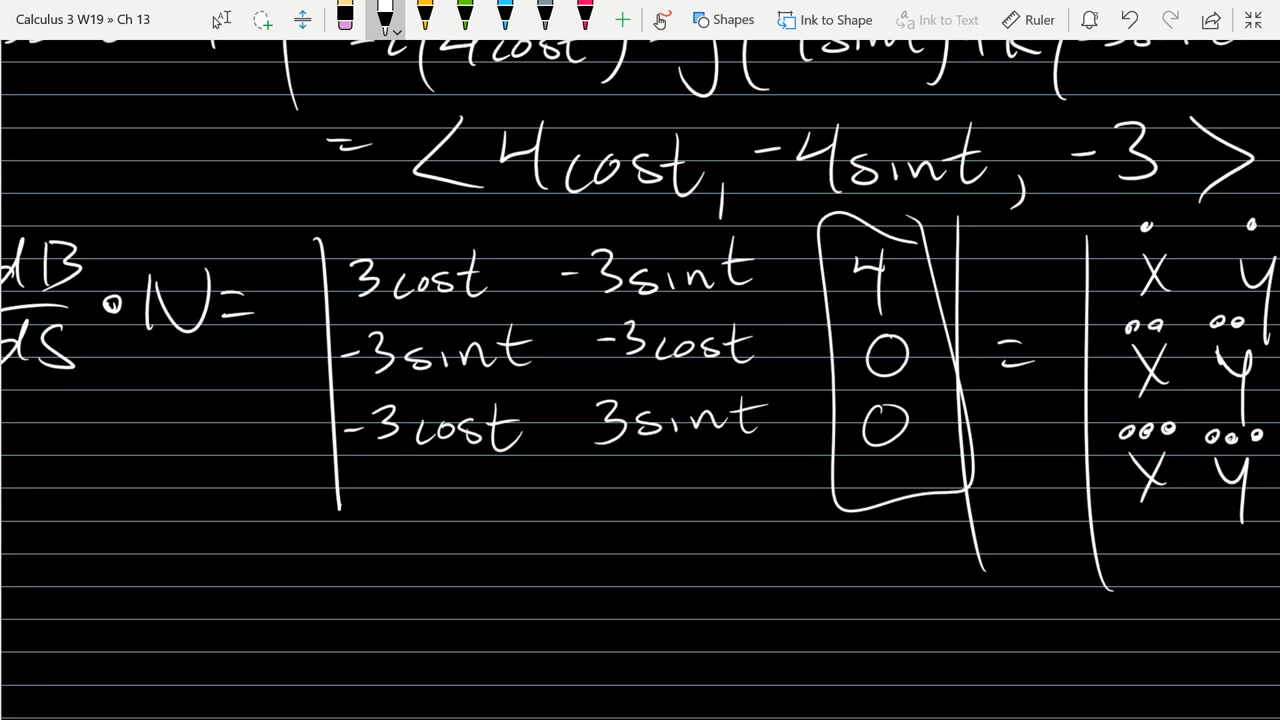 Calculus 3 W19 » Ch 13 Shapes Ink to Shape Ink to Text Ruler
= < 4cost, -4sint, -3 >
dB/ds • N = | 3cost -3sint 4 | = | ẋ ẏ
-3sint -3cost 0 ẍ ÿ
-3cost 3sint 0 x⃛ y⃛